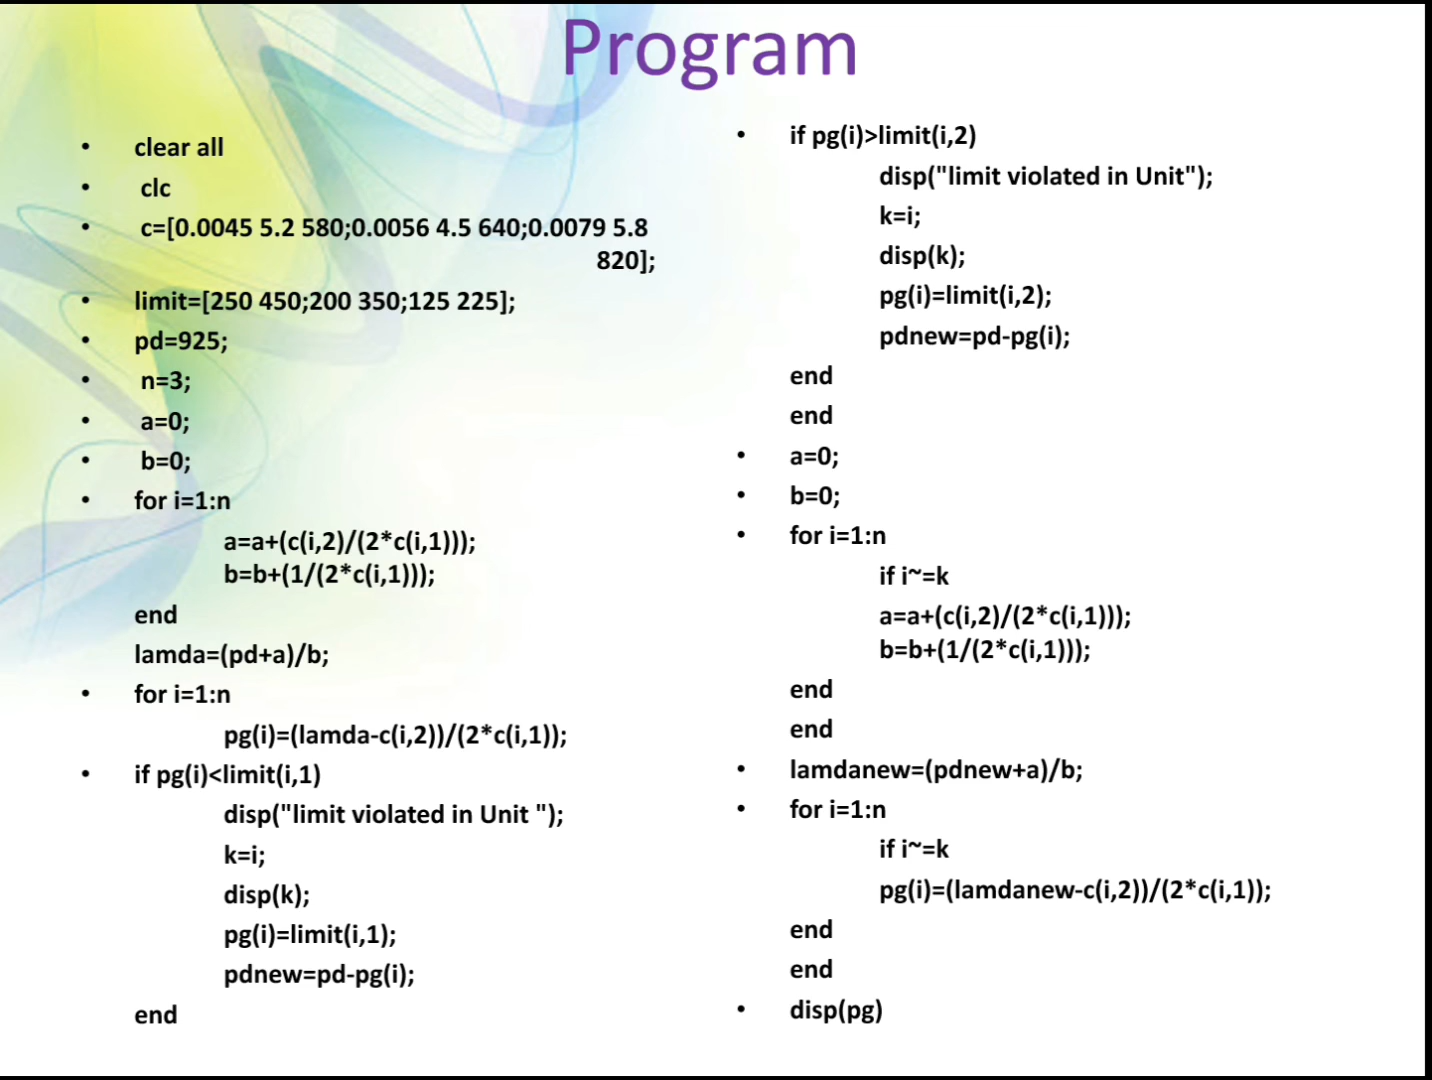 Program
• clear all
• clc
• c=[0.0045 5.2 580;0.0056 4.5 640;0.0079 5.8
820];
• limit=[250 450;200 350;125 225];
• pd=925;
• n=3;
• a=0;
• b=0;
• for i=1:n
a=a+(c(i,2)/(2*c(i,1)));
b=b+(1/(2*c(i,1)));
end
lamda=(pd+a)/b;
• for i=1:n
pg(i)=(lamda-c(i,2))/(2*c(i,1));
• if pg(i)<limit(i,1)
disp("limit violated in Unit ");
k=i;
disp(k);
pg(i)=limit(i,1);
pdnew=pd-pg(i);
end
• if pg(i)>limit(i,2)
disp("limit violated in Unit");
k=i;
disp(k);
pg(i)=limit(i,2);
pdnew=pd-pg(i);
end
end
• a=0;
• b=0;
• for i=1:n
if i~=k
a=a+(c(i,2)/(2*c(i,1)));
b=b+(1/(2*c(i,1)));
end
end
• lamdanew=(pdnew+a)/b;
• for i=1:n
if i~=k
pg(i)=(lamdanew-c(i,2))/(2*c(i,1));
end
end
• disp(pg)